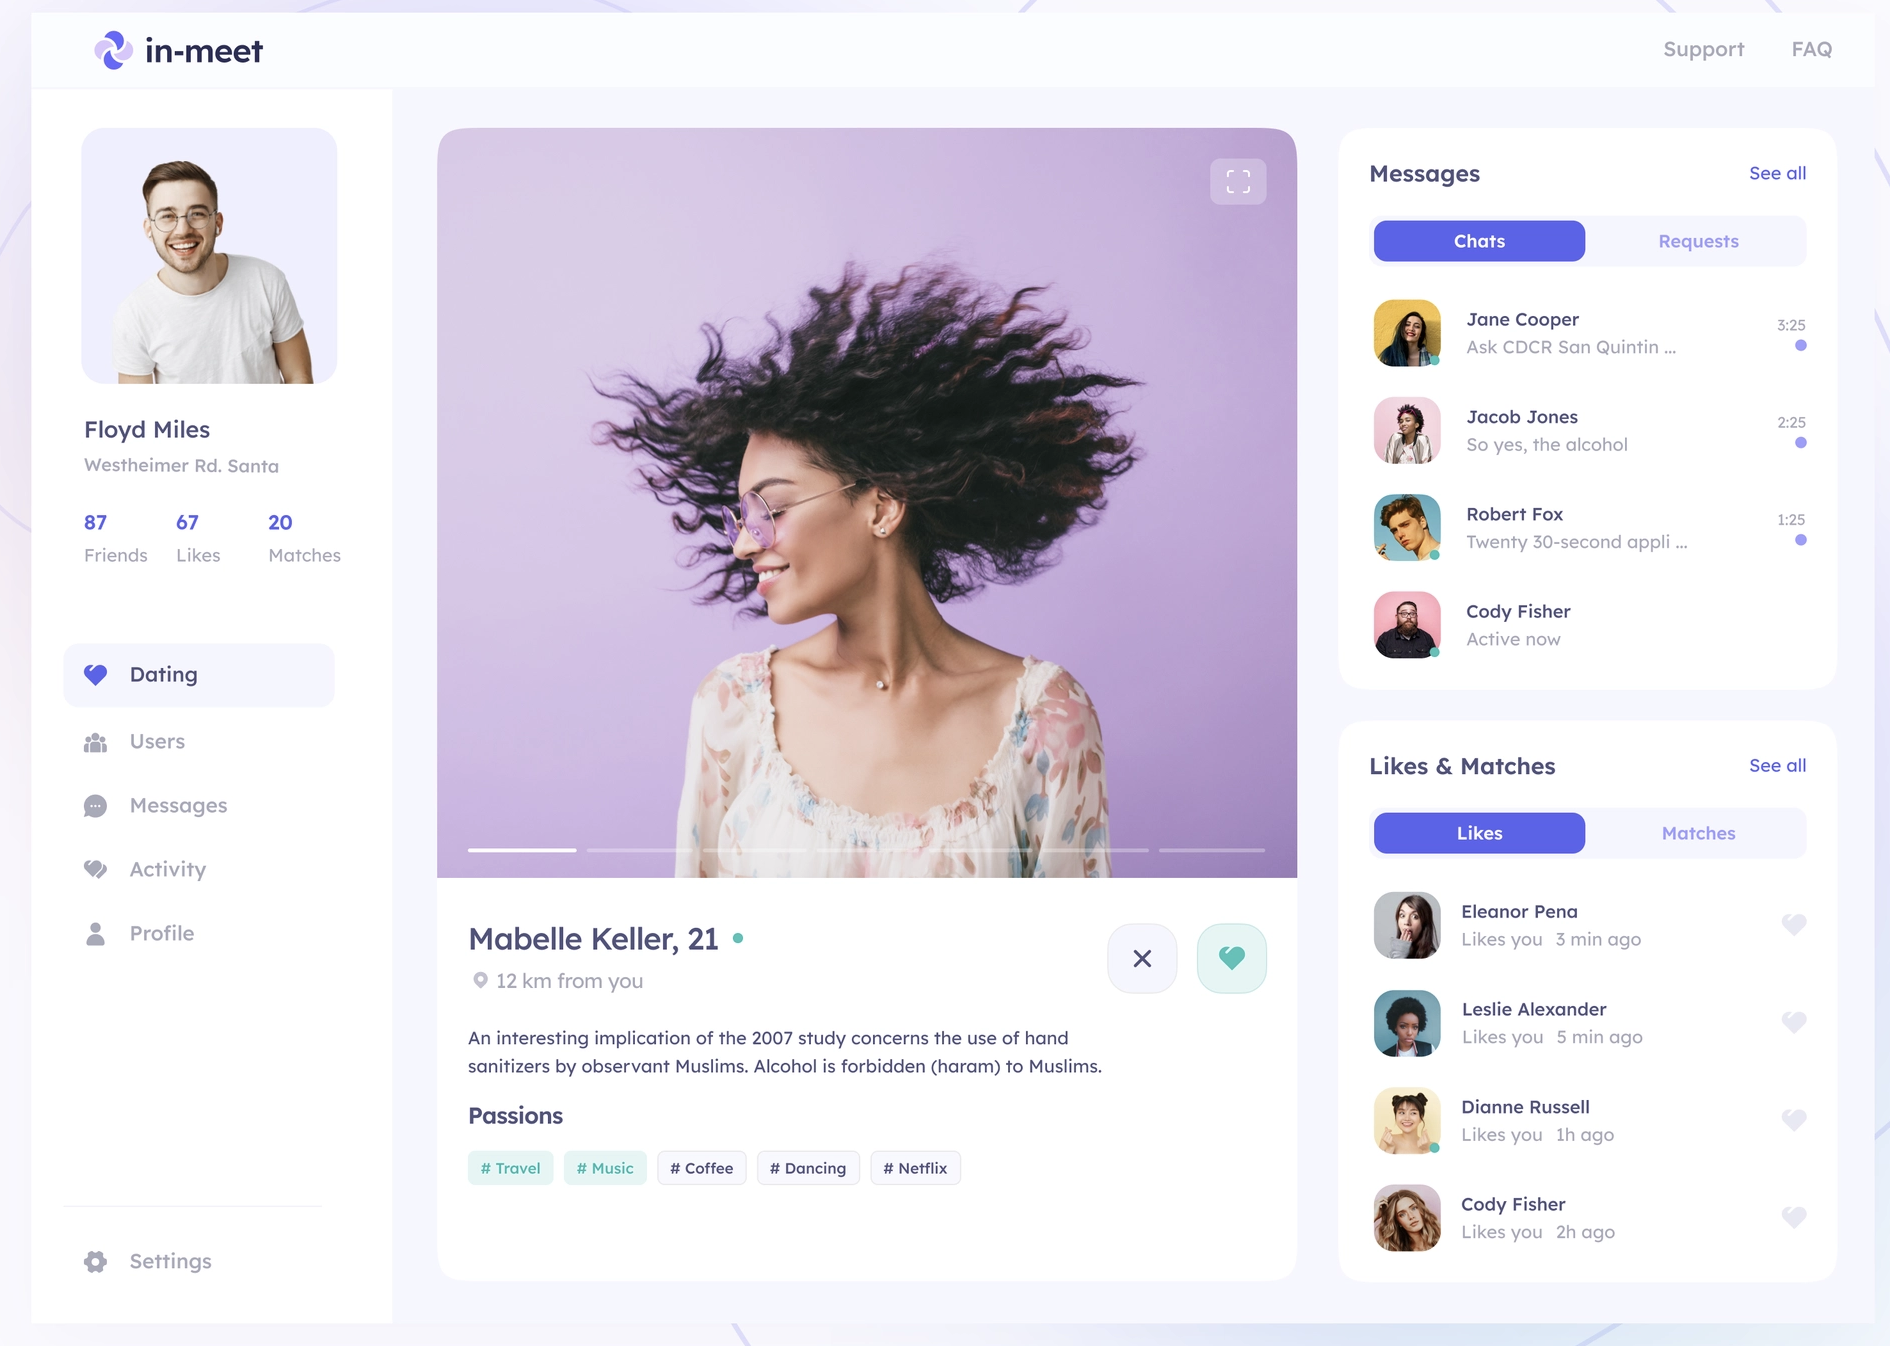 in-meet
Support
FAQ
Floyd Miles
Westheimer Rd. Santa
87
67
20
Friends
Likes
Matches
Dating
Users
Messages
Activity
Profile
Settings
Mabelle Keller, 21
12 km from you
An interesting implication of the 2007 study concerns the use of hand
sanitizers by observant Muslims. Alcohol is forbidden (haram) to Muslims.
Passions
# Travel
# Music
# Coffee
# Dancing
# Netflix
Messages
See all
Chats
Requests
Jane Cooper
3:25
Ask CDCR San Quintin ...
Jacob Jones
2:25
So yes, the alcohol
Robert Fox
1:25
Twenty 30-second appli ...
Cody Fisher
Active now
Likes & Matches
See all
Likes
Matches
Eleanor Pena
Likes you 3 min ago
Leslie Alexander
Likes you 5 min ago
Dianne Russell
Likes you 1h ago
Cody Fisher
Likes you 2h ago